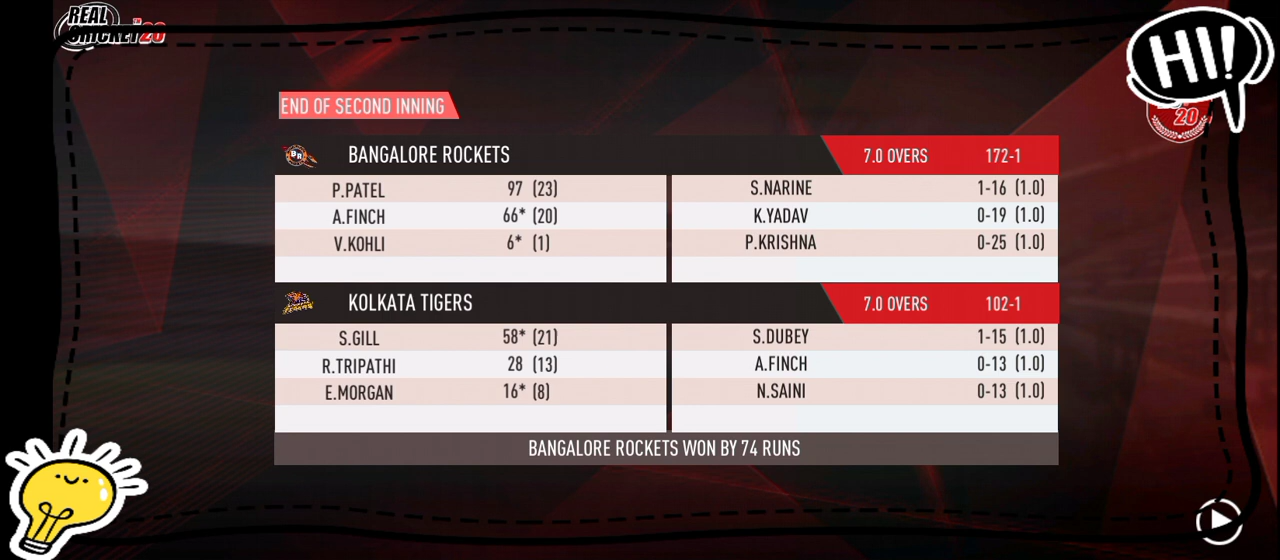 REAL
CRICKET 20
HI!
20
END OF SECOND INNING
BANGALORE ROCKETS 7.0 OVERS 172-1
P.PATEL 97 (23) S.NARINE 1-16 (1.0)
A.FINCH 66* (20) K.YADAV 0-19 (1.0)
V.KOHLI 6* (1) P.KRISHNA 0-25 (1.0)
KOLKATA TIGERS 7.0 OVERS 102-1
S.GILL 58* (21) S.DUBEY 1-15 (1.0)
R.TRIPATHI 28 (13) A.FINCH 0-13 (1.0)
E.MORGAN 16* (8) N.SAINI 0-13 (1.0)
BANGALORE ROCKETS WON BY 74 RUNS